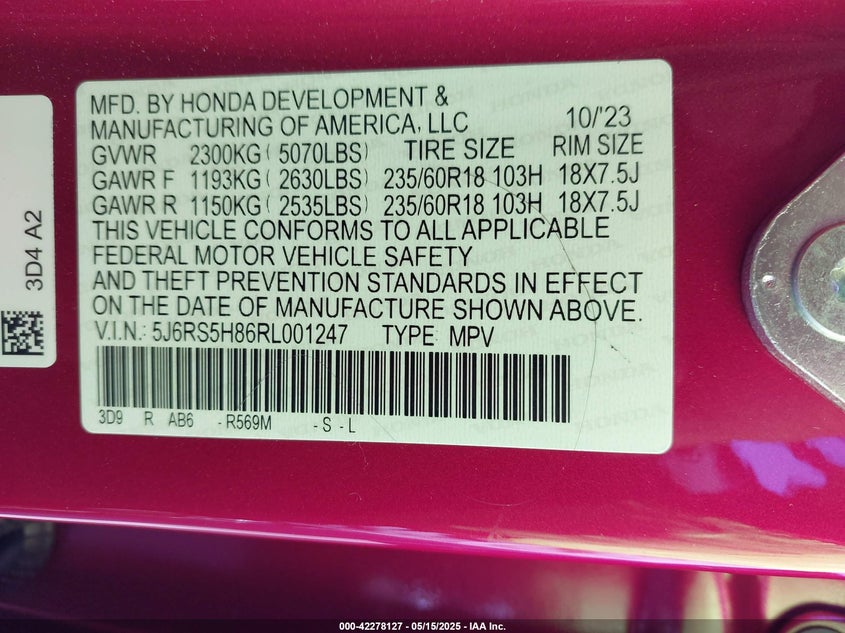 MFD. BY HONDA DEVELOPMENT &
MANUFACTURING OF AMERICA, LLC 10/'23
GVWR 2300KG ( 5070LBS) TIRE SIZE RIM SIZE
GAWR F 1193KG ( 2630LBS) 235/60R18 103H 18X7.5J
GAWR R 1150KG ( 2535LBS) 235/60R18 103H 18X7.5J
THIS VEHICLE CONFORMS TO ALL APPLICABLE
FEDERAL MOTOR VEHICLE SAFETY
AND THEFT PREVENTION STANDARDS IN EFFECT
ON THE DATE OF MANUFACTURE SHOWN ABOVE.
V.I.N.: 5J6RS5H86RL001247 TYPE: MPV
3D9 R AB6 -R569M -S -L
3D4 A2
000-42278127 - 05/15/2025 - IAA Inc.